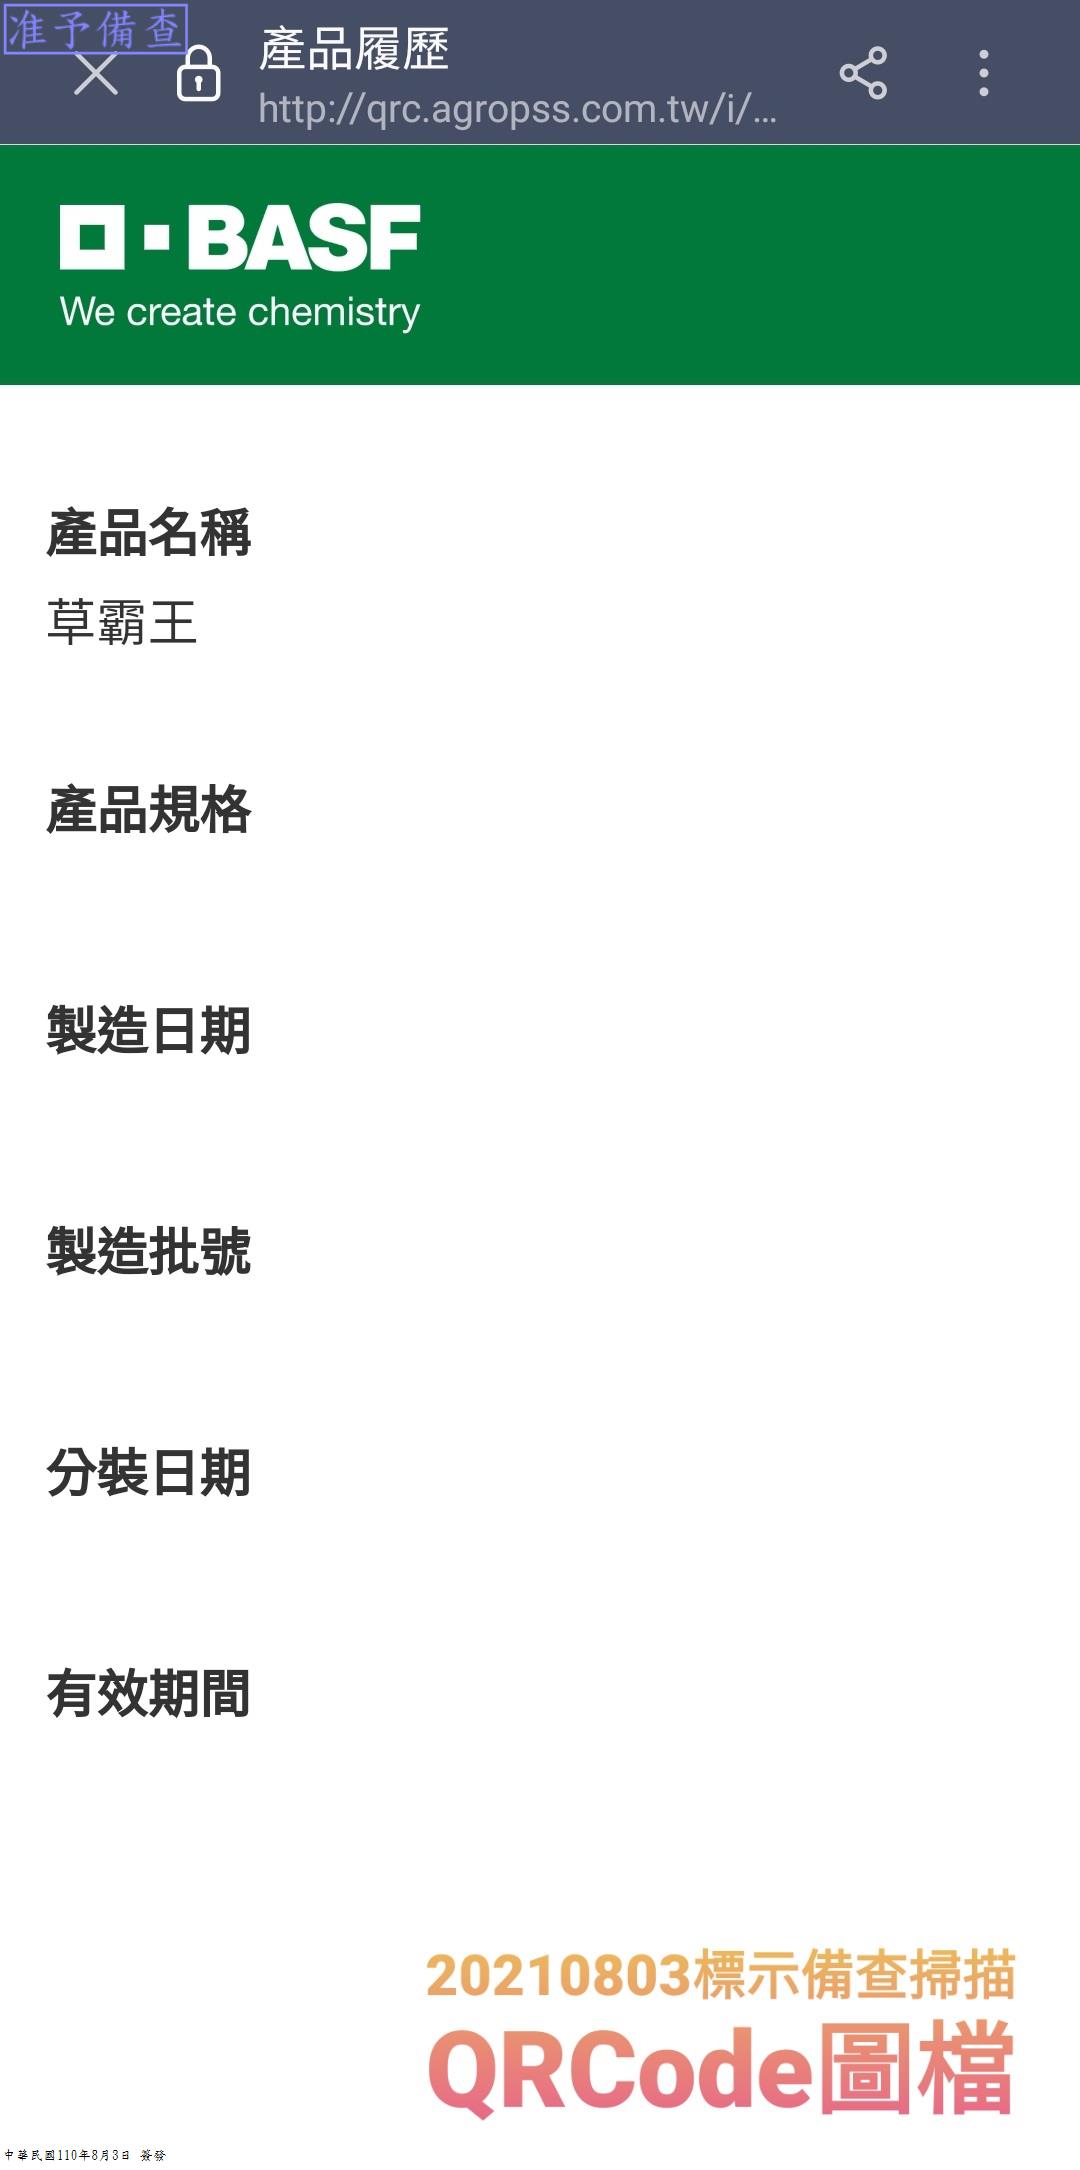 准予備查
產品履歷
http://qrc.agropss.com.tw/i/...
BASF
We create chemistry
產品名稱
草霸王
產品規格
製造日期
製造批號
分裝日期
有效期間
20210803標示備查掃描
QRCode圖檔
中華民國110年8月3日 簽發